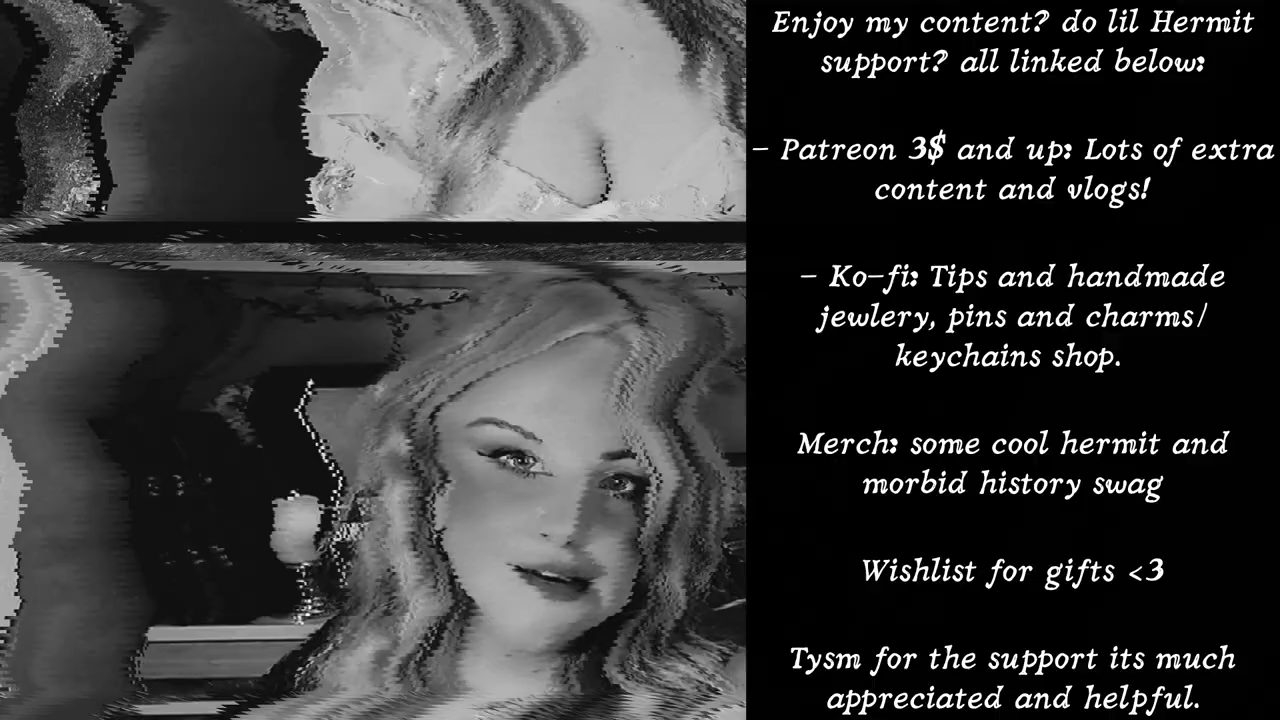 Enjoy my content? do lil Hermit
support? all linked below:
- Patreon 3$ and up: Lots of extra
content and vlogs!
- Ko-fi: Tips and handmade
jewlery, pins and charms/
keychains shop.
Merch: some cool hermit and
morbid history swag
Wishlist for gifts <3
Tysm for the support its much
appreciated and helpful.